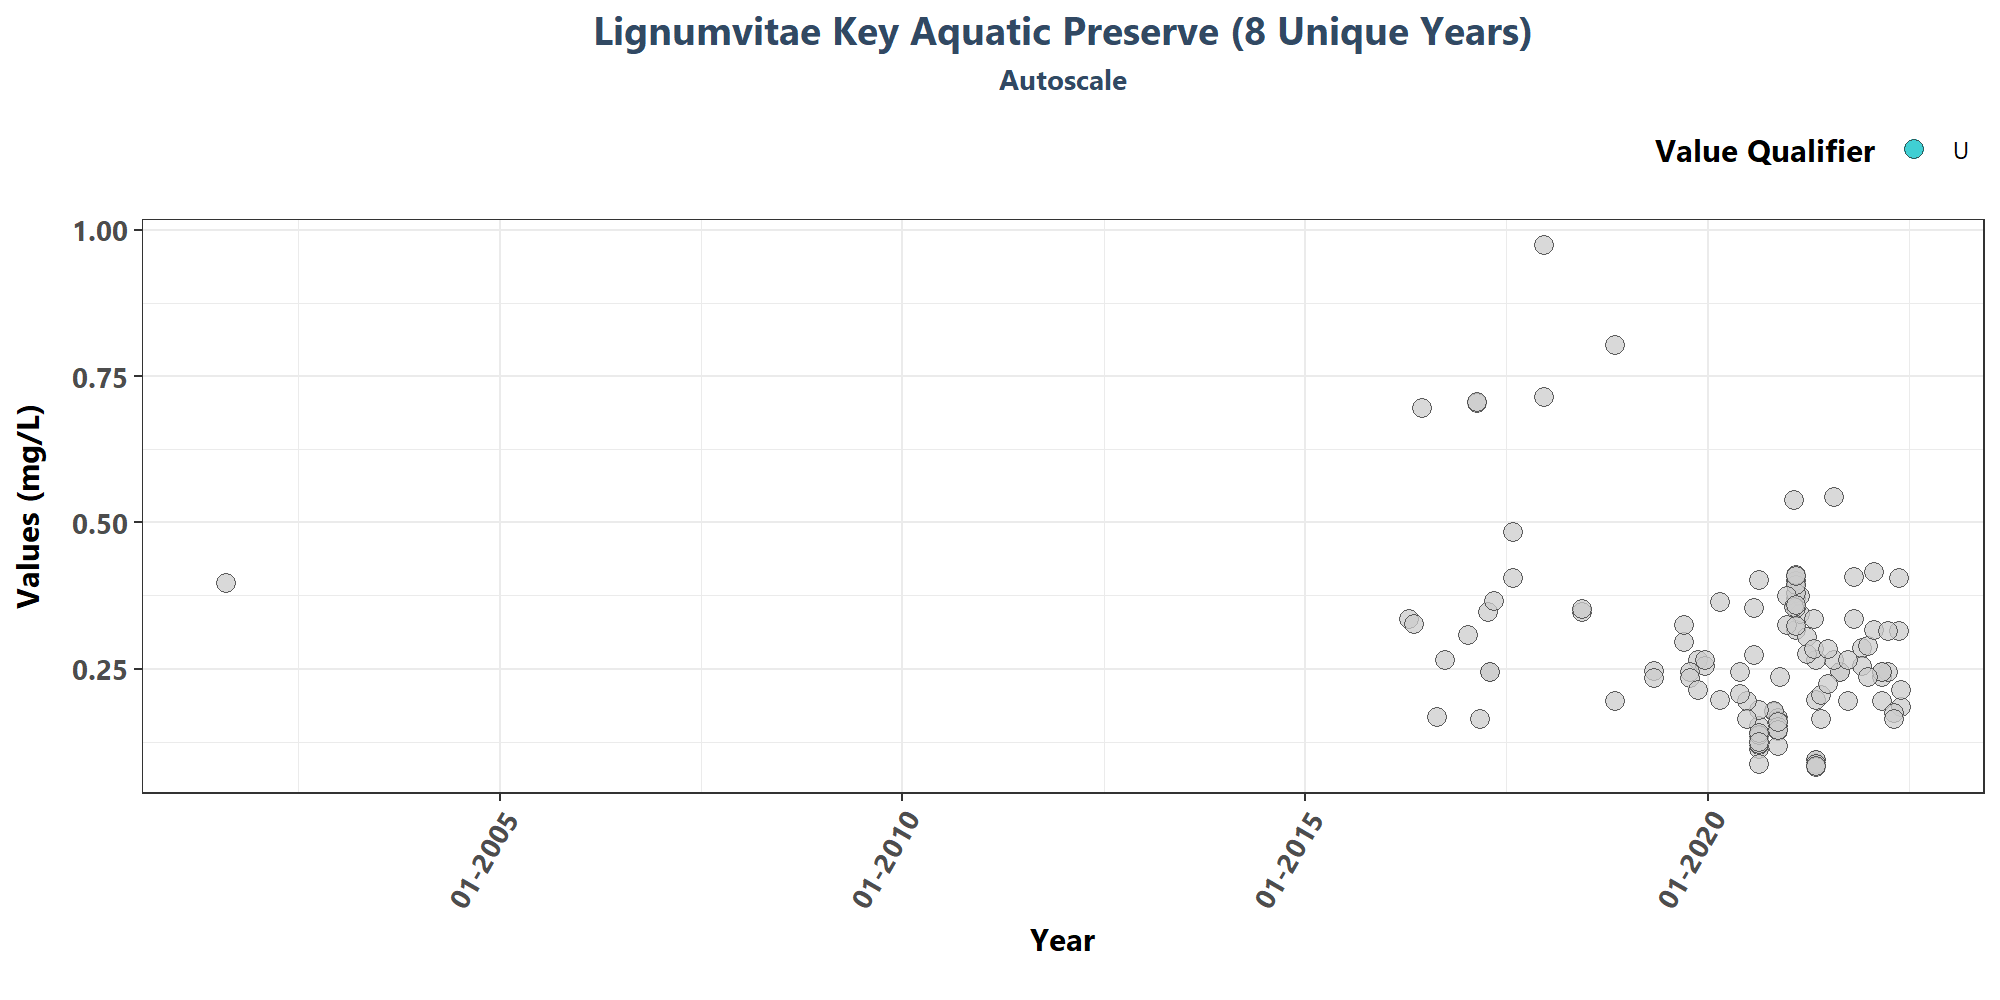 Lignumvitae Key Aquatic Preserve (8 Unique Years)
Autoscale
Value Qualifier U
Values (mg/L)
1.00
0.75
0.50
0.25
01-2005 01-2010 01-2015 01-2020
Year